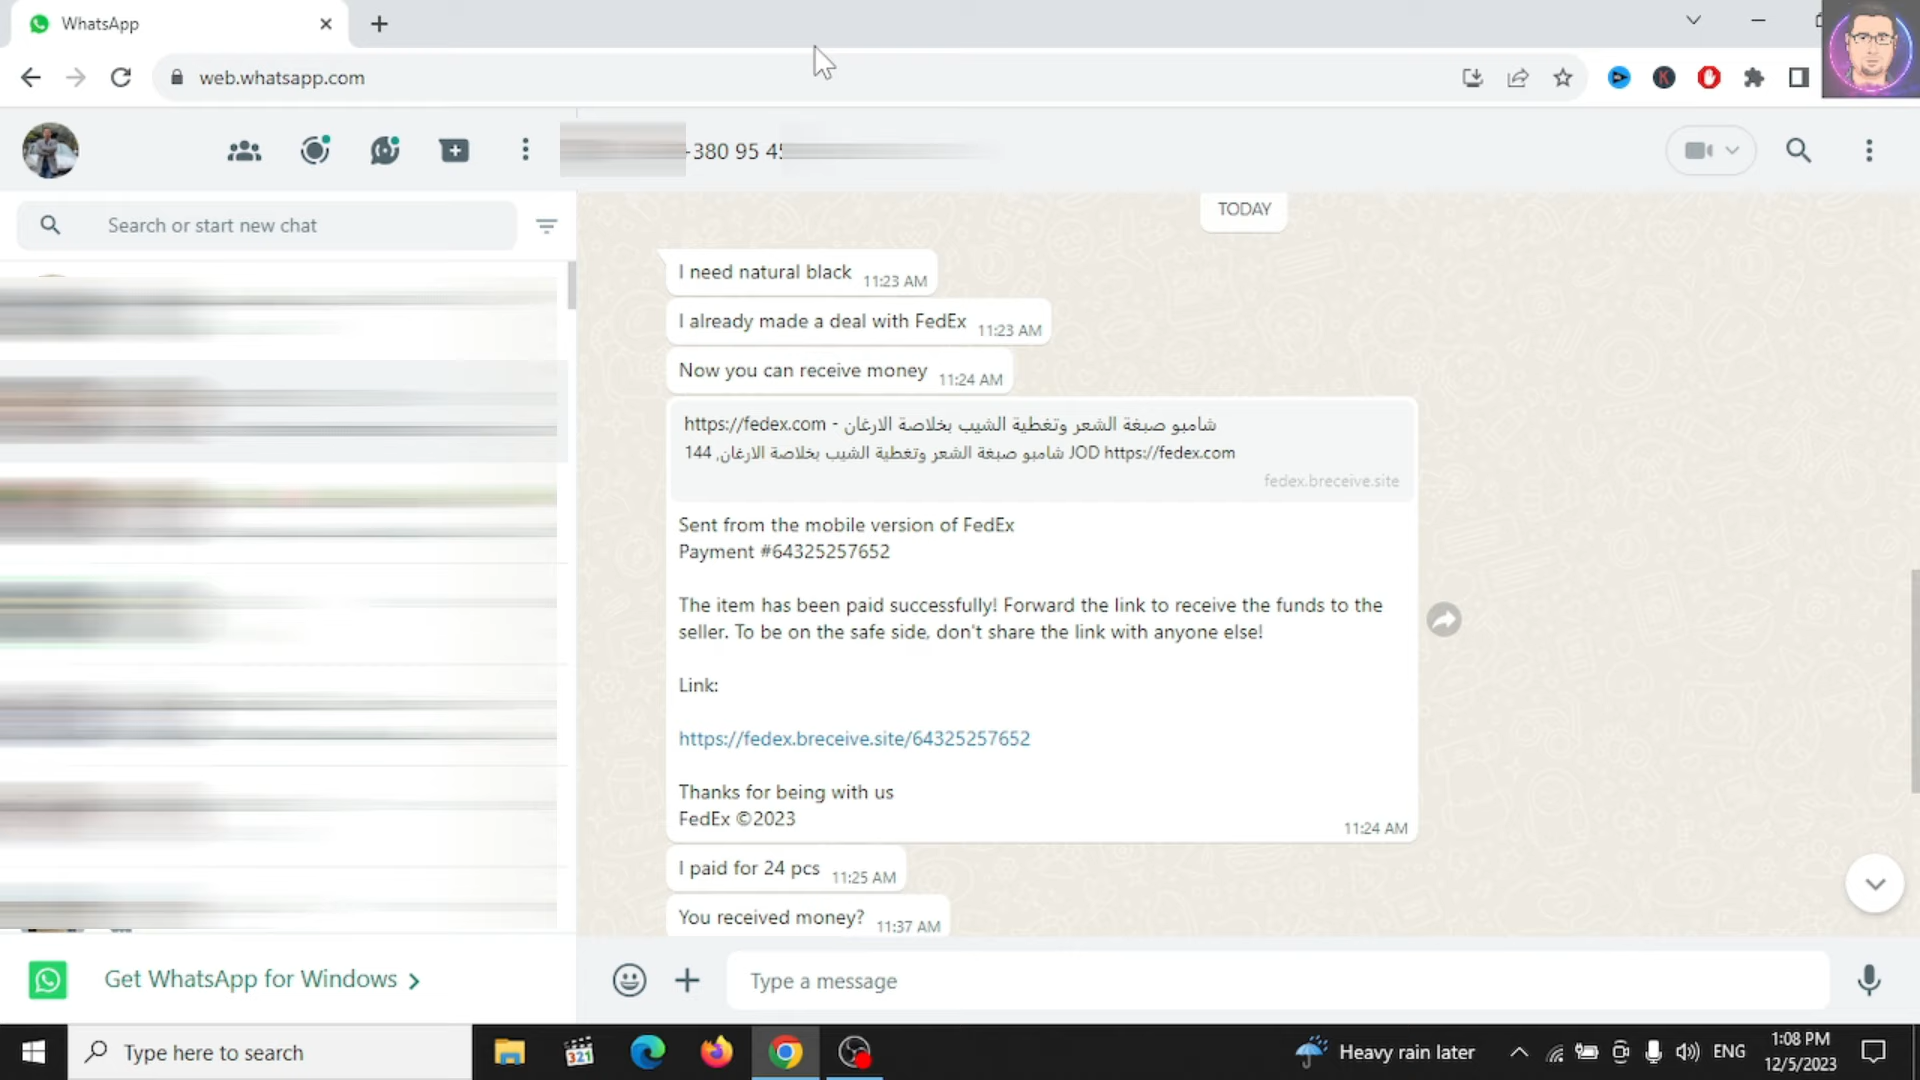 WhatsApp
web.whatsapp.com
+380 95 45
Search or start new chat
TODAY
I need natural black 11:23 AM
I already made a deal with FedEx 11:23 AM
Now you can receive money 11:24 AM
https://fedex.com - شامبو صبغة الشعر وتغطية الشيب بخلاصة الارغان
شامبو صبغة الشعر وتغطية الشيب بخلاصة الارغان, 144 JOD https://fedex.com
fedex.breceive.site
Sent from the mobile version of FedEx
Payment #64325257652
The item has been paid successfully! Forward the link to receive the funds to the
seller. To be on the safe side, don't share the link with anyone else!
Link:
https://fedex.breceive.site/64325257652
Thanks for being with us
FedEx ©2023
11:24 AM
I paid for 24 pcs 11:25 AM
You received money? 11:37 AM
Get WhatsApp for Windows
Type a message
Type here to search
321
Heavy rain later
ENG
1:08 PM
12/5/2023